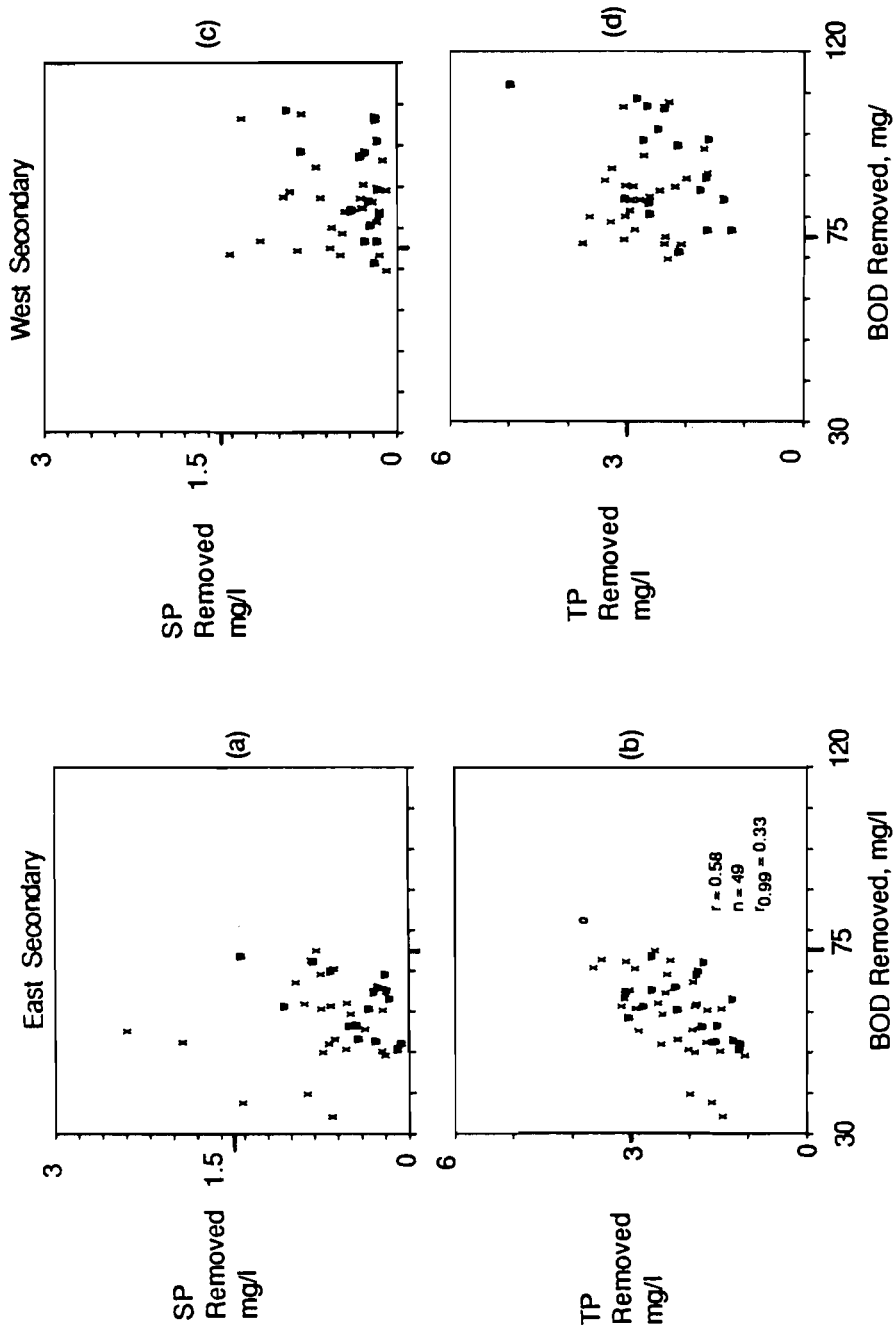 East Secondary
(a)
3
1.5
0
SP
Removed
mg/l
(b)
6
3
0
TP
Removed
mg/l
r = 0.58
n = 49
r0.99 = 0.33
30
75
120
BOD Removed, mg/l
West Secondary
(c)
3
1.5
0
SP
Removed
mg/l
(d)
6
3
0
TP
Removed
mg/l
30
75
120
BOD Removed, mg/